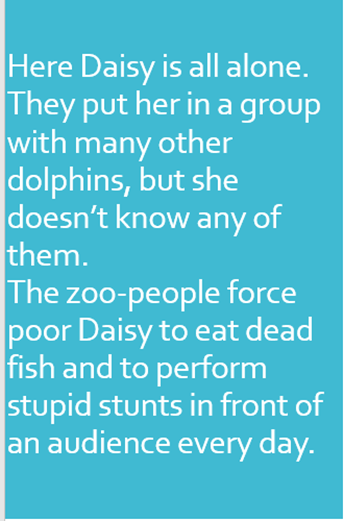 Here Daisy is all alone.
They put her in a group
with many other
dolphins, but she
doesn’t know any of
them.
The zoo-people force
poor Daisy to eat dead
fish and to perform
stupid stunts in front of
an audience every day.